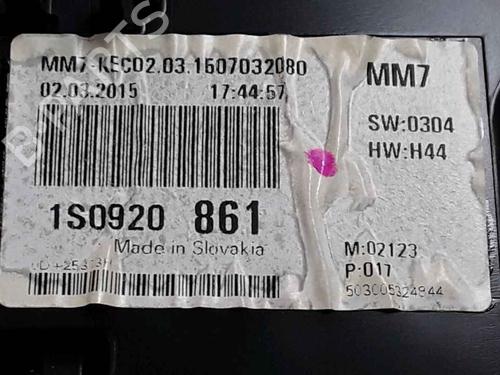 MM7-KEC02.03.1507032080
02.03.2015 17:44:57
MM7
SW:0304
HW:H44
1S0920 861
Made in Slovakia
M:02123
P:017
503005324944
B-PARTS